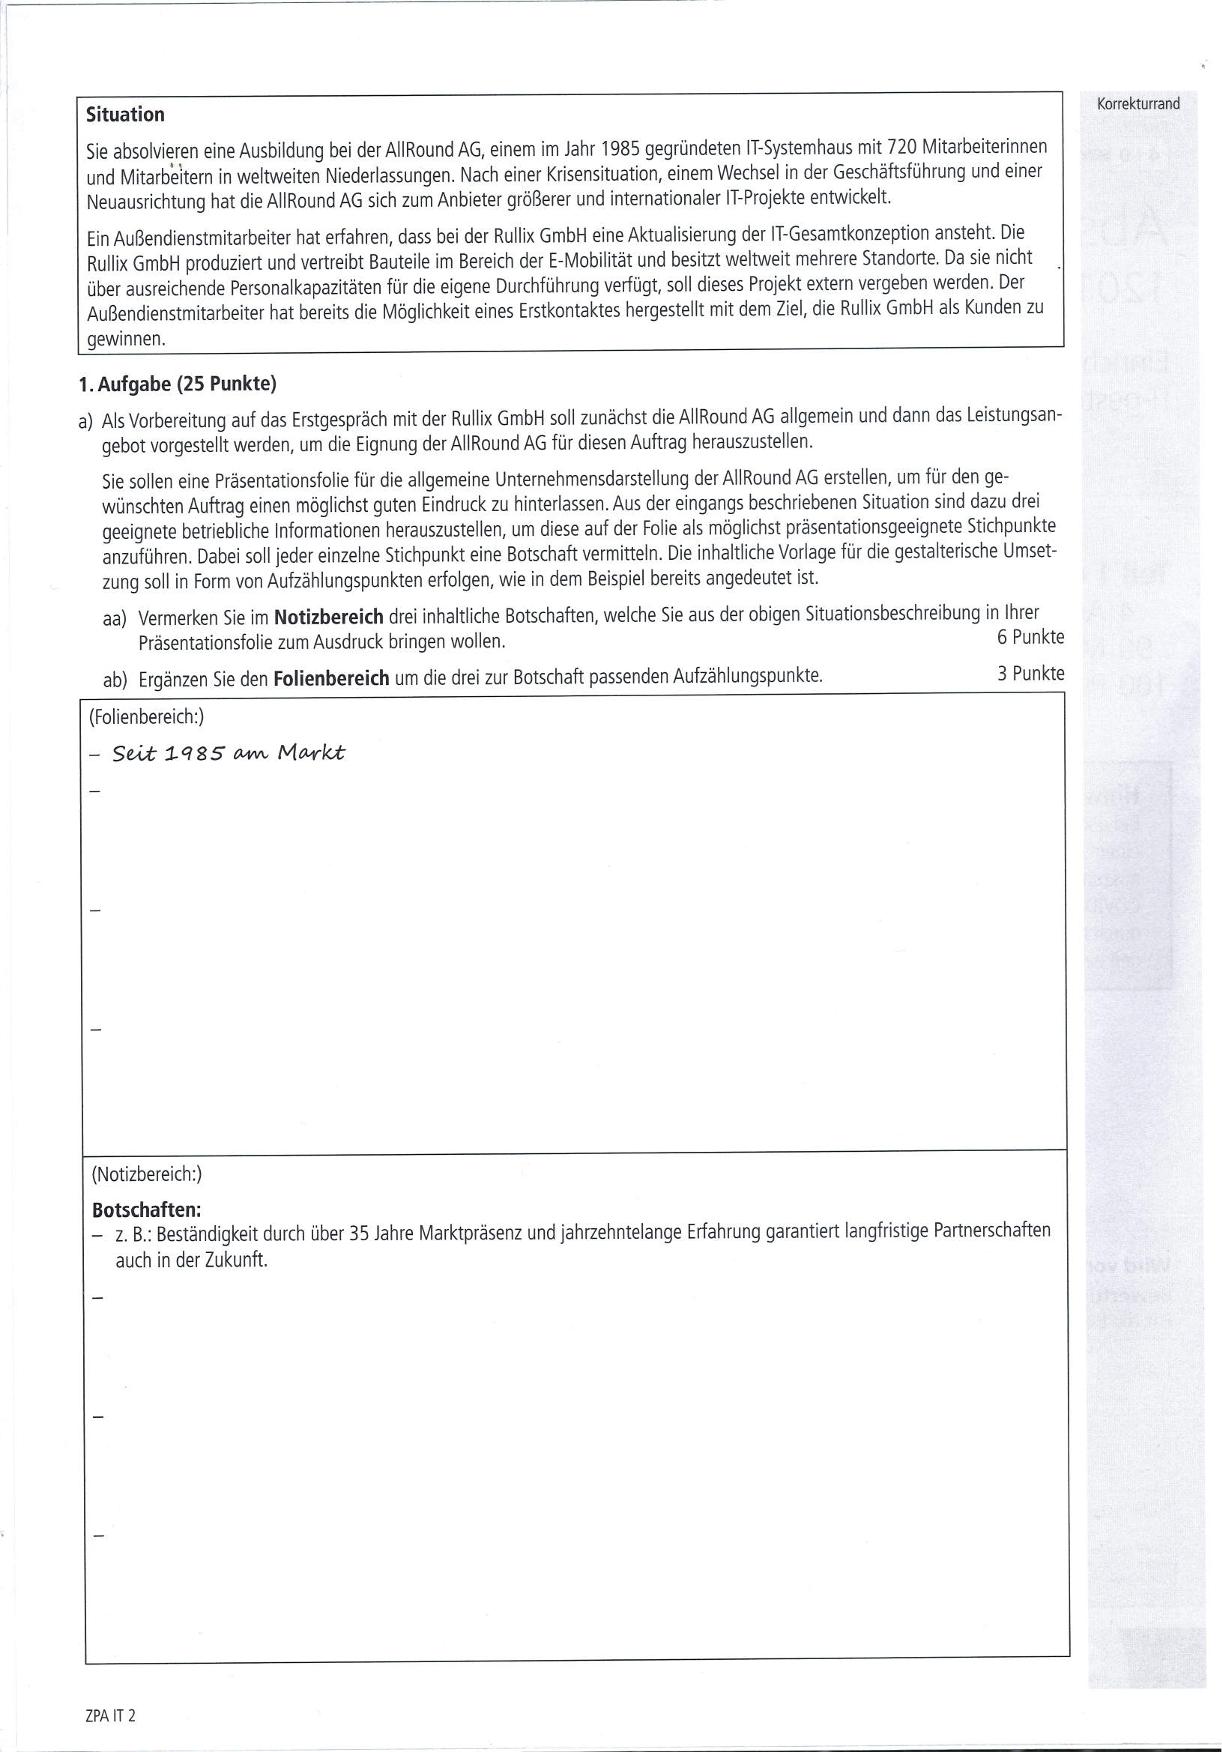 Korrekturrand
Situation
Sie absolvieren eine Ausbildung bei der AllRound AG, einem im Jahr 1985 gegründeten IT-Systemhaus mit 720 Mitarbeiterinnen
und Mitarbeitern in weltweiten Niederlassungen. Nach einer Krisensituation, einem Wechsel in der Geschäftsführung und einer
Neuausrichtung hat die AllRound AG sich zum Anbieter größerer und internationaler IT-Projekte entwickelt.
Ein Außendienstmitarbeiter hat erfahren, dass bei der Rullix GmbH eine Aktualisierung der IT-Gesamtkonzeption ansteht. Die
Rullix GmbH produziert und vertreibt Bauteile im Bereich der E-Mobilität und besitzt weltweit mehrere Standorte. Da sie nicht
über ausreichende Personalkapazitäten für die eigene Durchführung verfügt, soll dieses Projekt extern vergeben werden. Der
Außendienstmitarbeiter hat bereits die Möglichkeit eines Erstkontaktes hergestellt mit dem Ziel, die Rullix GmbH als Kunden zu
gewinnen.
1. Aufgabe (25 Punkte)
a) Als Vorbereitung auf das Erstgespräch mit der Rullix GmbH soll zunächst die AllRound AG allgemein und dann das Leistungsan-
gebot vorgestellt werden, um die Eignung der AllRound AG für diesen Auftrag herauszustellen.
Sie sollen eine Präsentationsfolie für die allgemeine Unternehmensdarstellung der AllRound AG erstellen, um für den ge-
wünschten Auftrag einen möglichst guten Eindruck zu hinterlassen. Aus der eingangs beschriebenen Situation sind dazu drei
geeignete betriebliche Informationen herauszustellen, um diese auf der Folie als möglichst präsentationsgeeignete Stichpunkte
anzuführen. Dabei soll jeder einzelne Stichpunkt eine Botschaft vermitteln. Die inhaltliche Vorlage für die gestalterische Umset-
zung soll in Form von Aufzählungspunkten erfolgen, wie in dem Beispiel bereits angedeutet ist.
aa) Vermerken Sie im Notizbereich drei inhaltliche Botschaften, welche Sie aus der obigen Situationsbeschreibung in Ihrer
Präsentationsfolie zum Ausdruck bringen wollen. 6 Punkte
ab) Ergänzen Sie den Folienbereich um die drei zur Botschaft passenden Aufzählungspunkte. 3 Punkte
(Folienbereich:)
– Seit 1985 am Markt
–
–
–
(Notizbereich:)
Botschaften:
– z. B.: Beständigkeit durch über 35 Jahre Marktpräsenz und jahrzehntelange Erfahrung garantiert langfristige Partnerschaften
auch in der Zukunft.
–
–
–
ZPA IT 2